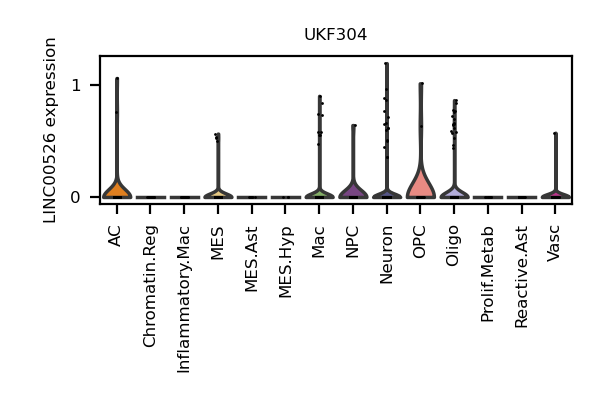 UKF304
LINC00526 expression
1
0
AC
Chromatin.Reg
Inflammatory.Mac
MES
MES.Ast
MES.Hyp
Mac
NPC
Neuron
OPC
Oligo
Prolif.Metab
Reactive.Ast
Vasc